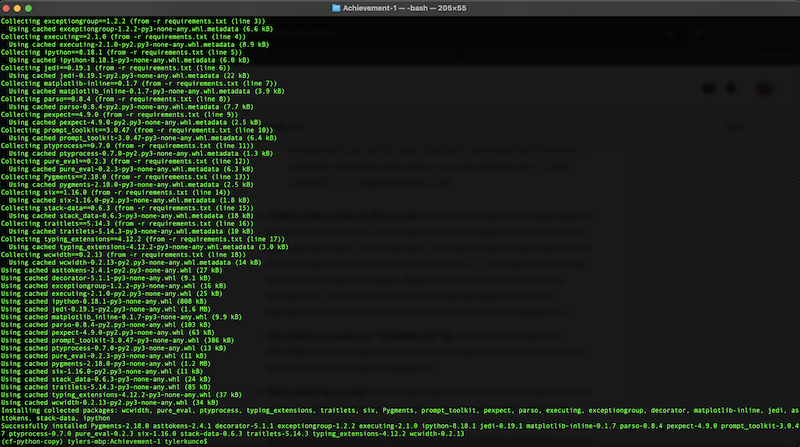 Achievement-1 — -bash — 205×55
Collecting exceptiongroup==1.2.2 (from -r requirements.txt (line 3))
Using cached exceptiongroup-1.2.2-py3-none-any.whl.metadata (6.6 kB)
Collecting executing==2.1.0 (from -r requirements.txt (line 4))
Using cached executing-2.1.0-py2.py3-none-any.whl.metadata (8.9 kB)
Collecting ipython==8.18.1 (from -r requirements.txt (line 5))
Using cached ipython-8.18.1-py3-none-any.whl.metadata (6.0 kB)
Collecting jedi==0.19.1 (from -r requirements.txt (line 6))
Using cached jedi-0.19.1-py2.py3-none-any.whl.metadata (22 kB)
Collecting matplotlib-inline==0.1.7 (from -r requirements.txt (line 7))
Using cached matplotlib_inline-0.1.7-py3-none-any.whl.metadata (3.9 kB)
Collecting parso==0.8.4 (from -r requirements.txt (line 8))
Using cached parso-0.8.4-py2.py3-none-any.whl.metadata (7.7 kB)
Collecting pexpect==4.9.0 (from -r requirements.txt (line 9))
Using cached pexpect-4.9.0-py2.py3-none-any.whl.metadata (2.5 kB)
Collecting prompt_toolkit==3.0.47 (from -r requirements.txt (line 10))
Using cached prompt_toolkit-3.0.47-py3-none-any.whl.metadata (6.4 kB)
Collecting ptyprocess==0.7.0 (from -r requirements.txt (line 11))
Using cached ptyprocess-0.7.0-py2.py3-none-any.whl.metadata (1.3 kB)
Collecting pure_eval==0.2.3 (from -r requirements.txt (line 12))
Using cached pure_eval-0.2.3-py3-none-any.whl.metadata (6.3 kB)
Collecting Pygments==2.18.0 (from -r requirements.txt (line 13))
Using cached pygments-2.18.0-py3-none-any.whl.metadata (2.5 kB)
Collecting six==1.16.0 (from -r requirements.txt (line 14))
Using cached six-1.16.0-py2.py3-none-any.whl.metadata (1.8 kB)
Collecting stack-data==0.6.3 (from -r requirements.txt (line 15))
Using cached stack_data-0.6.3-py3-none-any.whl.metadata (18 kB)
Collecting traitlets==5.14.3 (from -r requirements.txt (line 16))
Using cached traitlets-5.14.3-py3-none-any.whl.metadata (10 kB)
Collecting typing_extensions==4.12.2 (from -r requirements.txt (line 17))
Using cached typing_extensions-4.12.2-py3-none-any.whl.metadata (3.0 kB)
Collecting wcwidth==0.2.13 (from -r requirements.txt (line 18))
Using cached wcwidth-0.2.13-py2.py3-none-any.whl.metadata (14 kB)
Using cached asttokens-2.4.1-py2.py3-none-any.whl (27 kB)
Using cached decorator-5.1.1-py3-none-any.whl (9.1 kB)
Using cached exceptiongroup-1.2.2-py3-none-any.whl (16 kB)
Using cached executing-2.1.0-py2.py3-none-any.whl (25 kB)
Using cached ipython-8.18.1-py3-none-any.whl (808 kB)
Using cached jedi-0.19.1-py2.py3-none-any.whl (1.6 MB)
Using cached matplotlib_inline-0.1.7-py3-none-any.whl (9.9 kB)
Using cached parso-0.8.4-py2.py3-none-any.whl (103 kB)
Using cached pexpect-4.9.0-py2.py3-none-any.whl (63 kB)
Using cached prompt_toolkit-3.0.47-py3-none-any.whl (386 kB)
Using cached ptyprocess-0.7.0-py2.py3-none-any.whl (13 kB)
Using cached pure_eval-0.2.3-py3-none-any.whl (11 kB)
Using cached pygments-2.18.0-py3-none-any.whl (1.2 MB)
Using cached six-1.16.0-py2.py3-none-any.whl (11 kB)
Using cached stack_data-0.6.3-py3-none-any.whl (24 kB)
Using cached traitlets-5.14.3-py3-none-any.whl (85 kB)
Using cached typing_extensions-4.12.2-py3-none-any.whl (37 kB)
Using cached wcwidth-0.2.13-py2.py3-none-any.whl (34 kB)
Installing collected packages: wcwidth, pure_eval, ptyprocess, typing_extensions, traitlets, six, Pygments, prompt_toolkit, pexpect, parso, executing, exceptiongroup, decorator, matplotlib-inline, jedi, as
ttokens, stack-data, ipython
Successfully installed Pygments-2.18.0 asttokens-2.4.1 decorator-5.1.1 exceptiongroup-1.2.2 executing-2.1.0 ipython-8.18.1 jedi-0.19.1 matplotlib-inline-0.1.7 parso-0.8.4 pexpect-4.9.0 prompt_toolkit-3.0.4
7 ptyprocess-0.7.0 pure_eval-0.2.3 six-1.16.0 stack-data-0.6.3 traitlets-5.14.3 typing_extensions-4.12.2 wcwidth-0.2.13
(cf-python-copy) tylers-mbp:Achievement-1 tylerkunce$